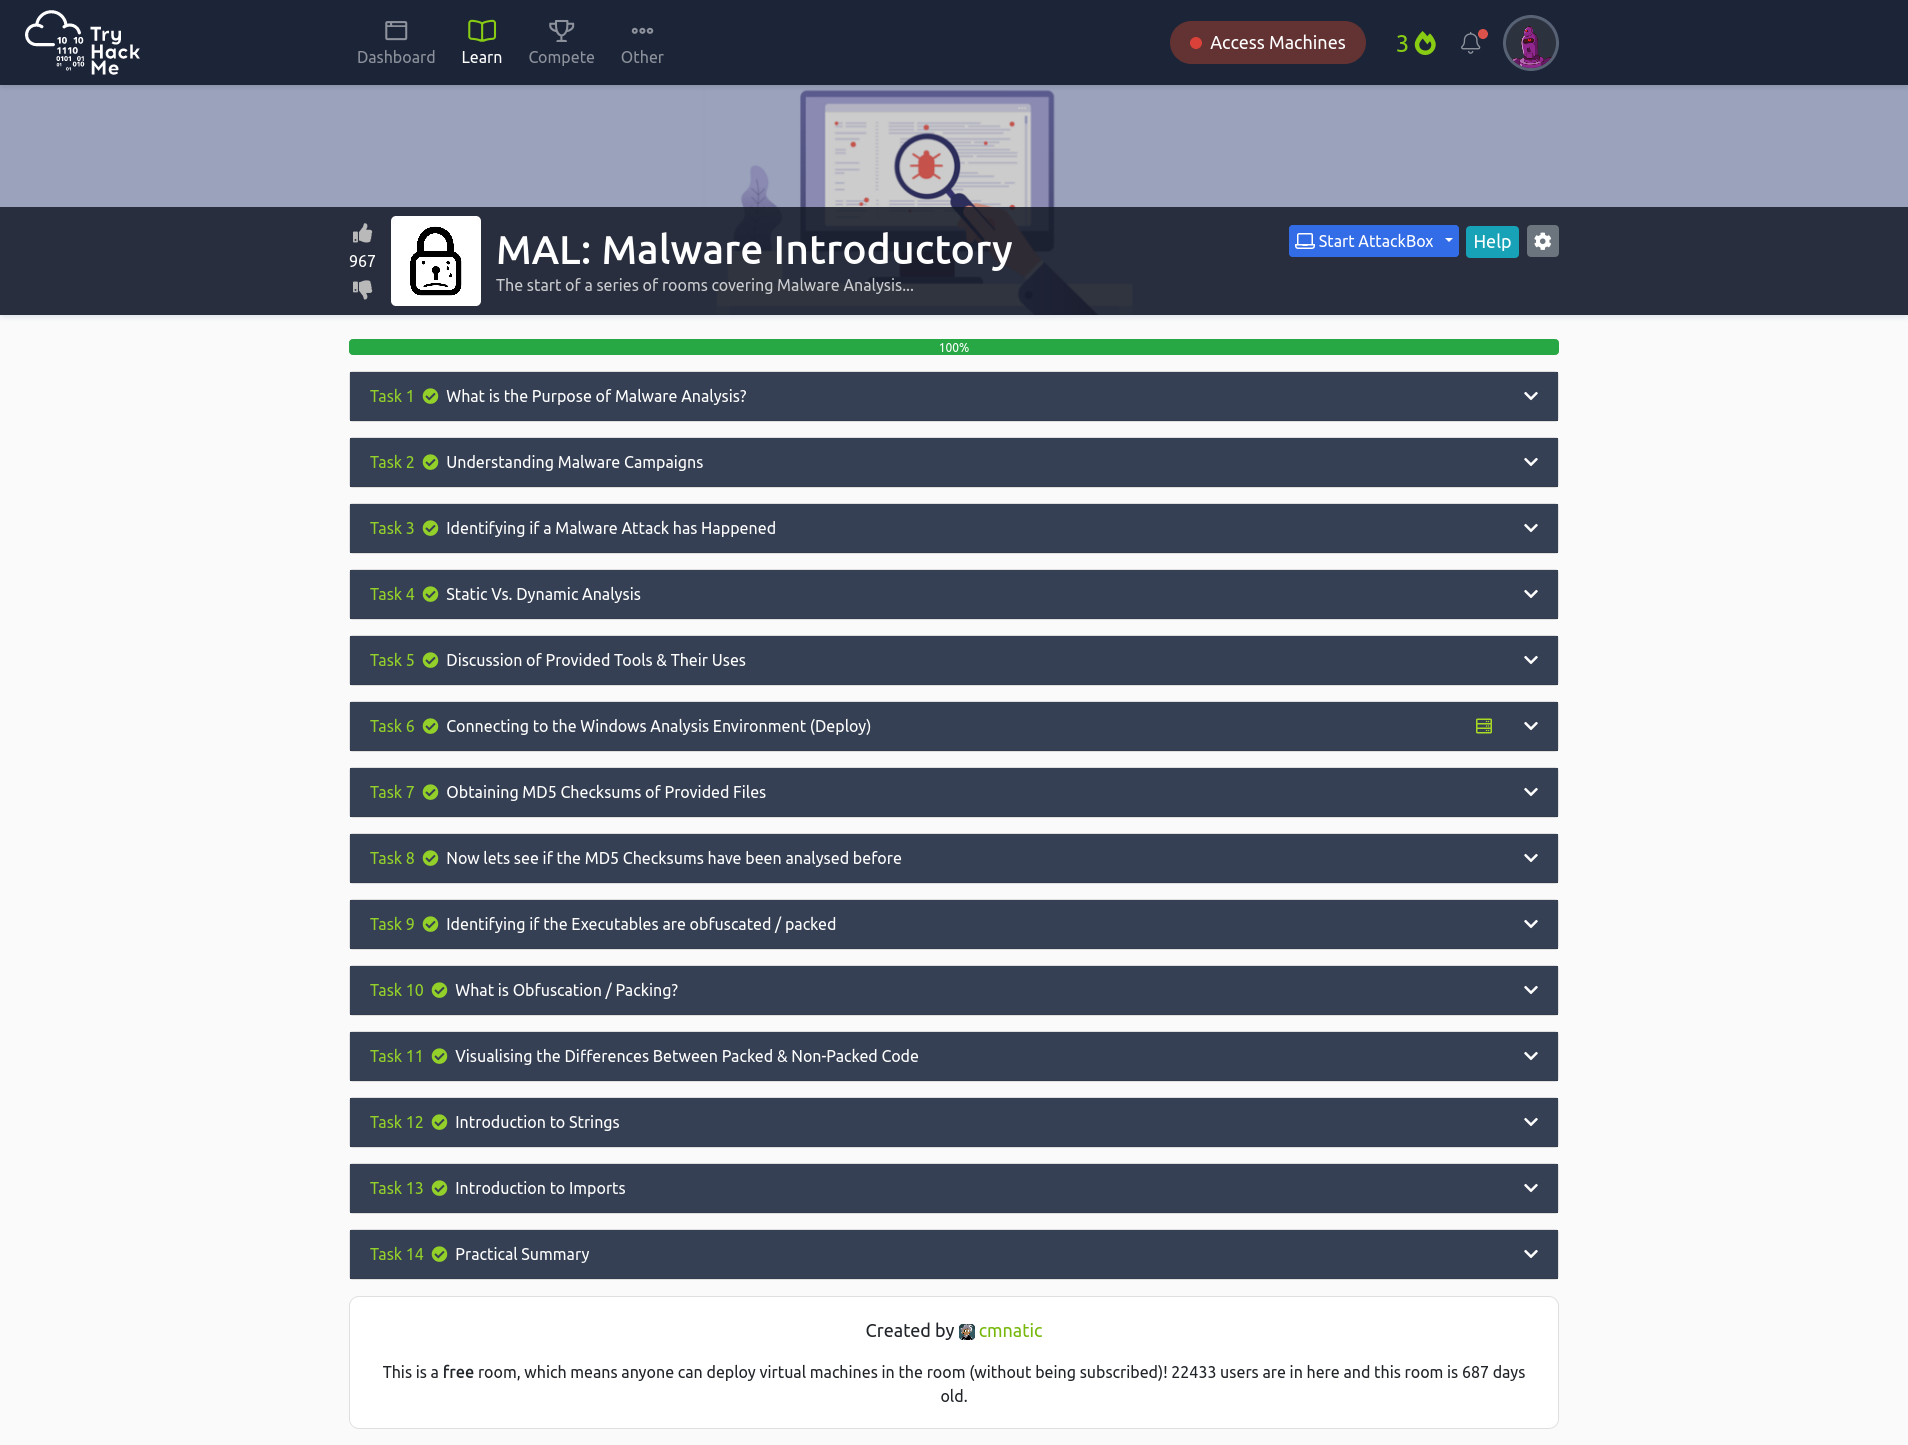 Try
Hack
Me
10 10
1110
0101 01
01 010
01
Dashboard
Learn
Compete
Other
Access Machines
3
967
MAL: Malware Introductory
The start of a series of rooms covering Malware Analysis...
Start AttackBox
Help
100%
Task 1 What is the Purpose of Malware Analysis?
Task 2 Understanding Malware Campaigns
Task 3 Identifying if a Malware Attack has Happened
Task 4 Static Vs. Dynamic Analysis
Task 5 Discussion of Provided Tools & Their Uses
Task 6 Connecting to the Windows Analysis Environment (Deploy)
Task 7 Obtaining MD5 Checksums of Provided Files
Task 8 Now lets see if the MD5 Checksums have been analysed before
Task 9 Identifying if the Executables are obfuscated / packed
Task 10 What is Obfuscation / Packing?
Task 11 Visualising the Differences Between Packed & Non-Packed Code
Task 12 Introduction to Strings
Task 13 Introduction to Imports
Task 14 Practical Summary
Created by cmnatic
This is a free room, which means anyone can deploy virtual machines in the room (without being subscribed)! 22433 users are in here and this room is 687 days
old.